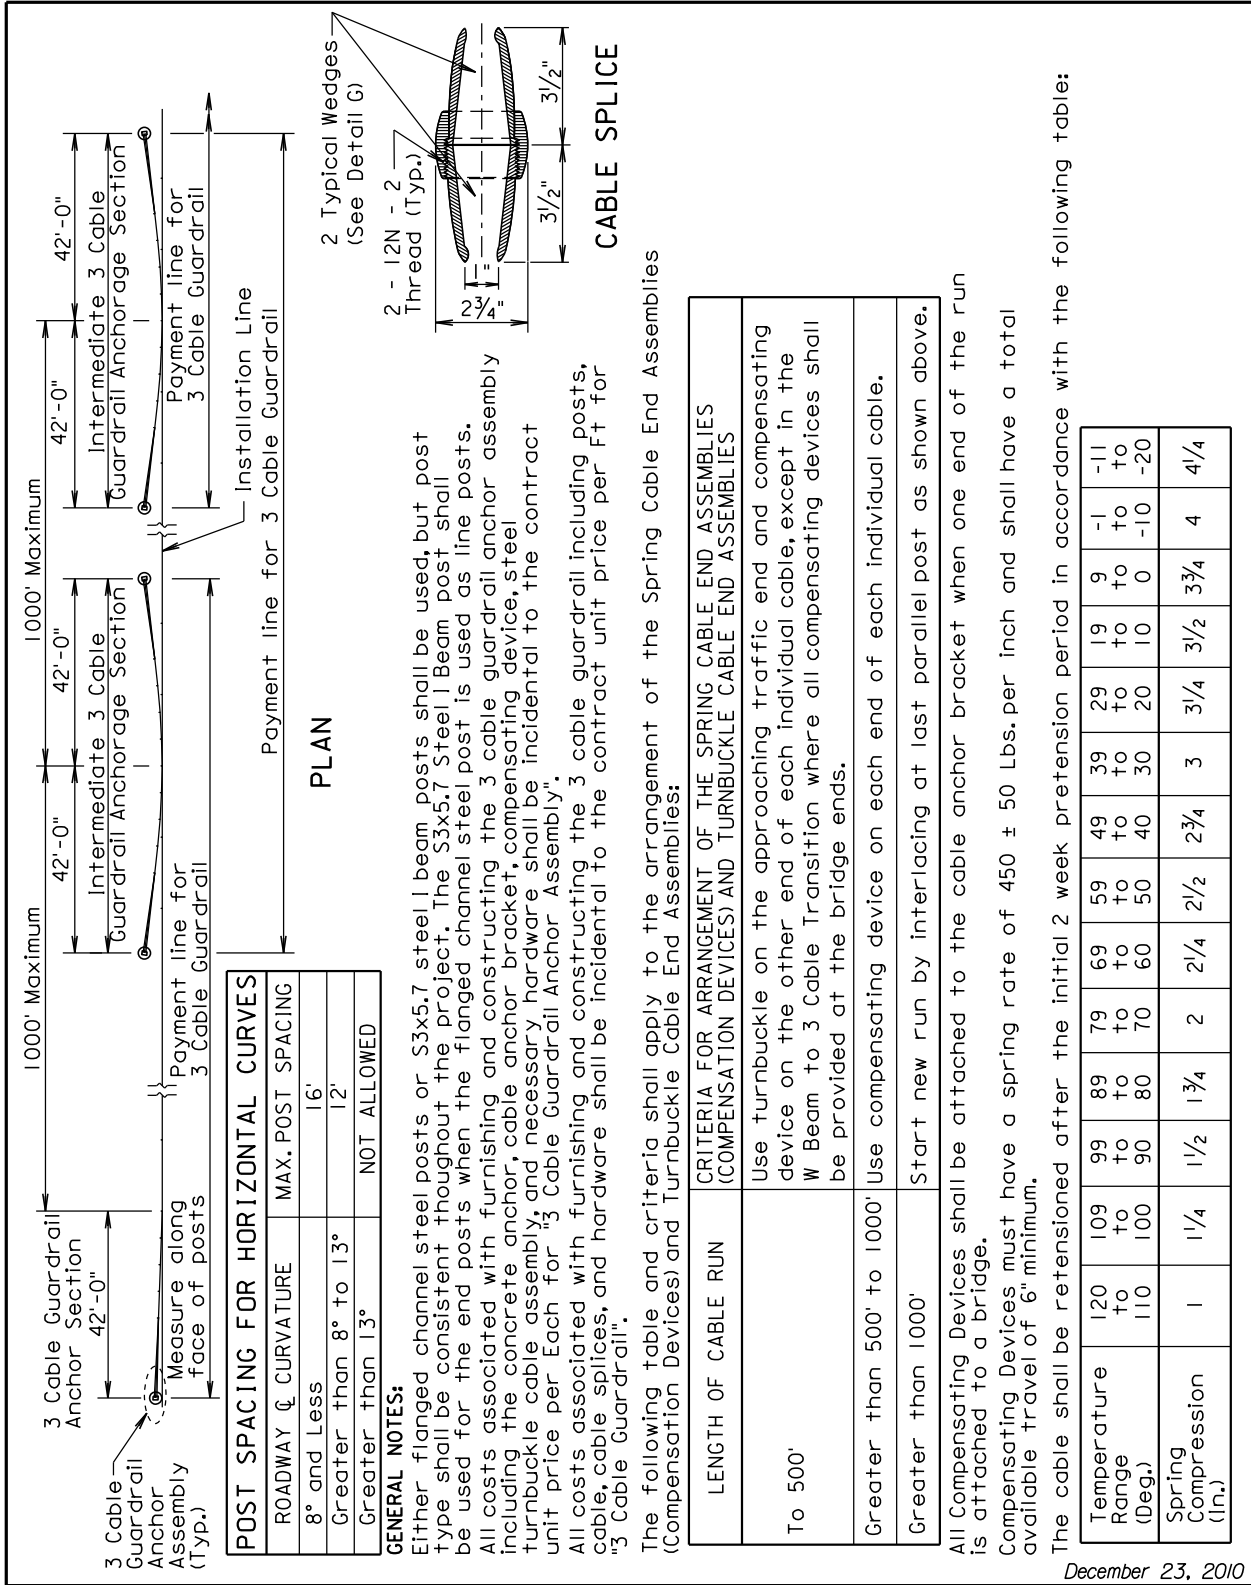 3 Cable
Guardrail
Anchor
Assembly
(Typ.)
3 Cable Guardrail
Anchor Section
42'-0"
Measure along
face of posts
1000' Maximum
Payment line for
3 Cable Guardrail
42'-0"
42'-0"
Intermediate 3 Cable
Guardrail Anchorage Section
1000' Maximum
42'-0"
42'-0"
Intermediate 3 Cable
Guardrail Anchorage Section
Payment line for
3 Cable Guardrail
Installation Line
Payment line for 3 Cable Guardrail
PLAN
POST SPACING FOR HORIZONTAL CURVES
ROADWAY ℄ CURVATURE MAX. POST SPACING
8° and Less 16'
Greater than 8° to 13° 12'
Greater than 13° NOT ALLOWED
2 Typical Wedges
(See Detail G)
2 - 12N - 2
Thread (Typ.)
1"
2¾"
3½" 3½"
CABLE SPLICE
GENERAL NOTES:
Either flanged channel steel posts or S3x5.7 steel I beam posts shall be used, but post
type shall be consistent thoughout the project. The S3x5.7 Steel I Beam post shall
be used for the end posts when the flanged channel steel post is used as line posts.
All costs associated with furnishing and constructing the 3 cable guardrail anchor assembly
including the concrete anchor, cable anchor bracket, compensating device, steel
turnbuckle cable assembly, and necessary hardware shall be incidental to the contract
unit price per Each for "3 Cable Guardrail Anchor Assembly".
All costs associated with furnishing and constructing the 3 cable guardrail including posts,
cable, cable splices, and hardware shall be incidental to the contract unit price per Ft for
"3 Cable Guardrail".
The following table and criteria shall apply to the arrangement of the Spring Cable End Assemblies
(Compensation Devices) and Turnbuckle Cable End Assemblies:
LENGTH OF CABLE RUN
CRITERIA FOR ARRANGEMENT OF THE SPRING CABLE END ASSEMBLIES
(COMPENSATION DEVICES) AND TURNBUCKLE CABLE END ASSEMBLIES
To 500'
Use turnbuckle on the approaching traffic end and compensating
device on the other end of each individual cable, except in the
W Beam to 3 Cable Transition where all compensating devices shall
be provided at the bridge ends.
Greater than 500' to 1000' Use compensating device on each end of each individual cable.
Greater than 1000' Start new run by interlacing at last parallel post as shown above.
All Compensating Devices shall be attached to the cable anchor bracket when one end of the run
is attached to a bridge.
Compensating Devices must have a spring rate of 450 ± 50 Lbs. per inch and shall have a total
available travel of 6" minimum.
The cable shall be retensioned after the initial 2 week pretension period in accordance with the following table:
Temperature 120 109 99 89 79 69 59 49 39 29 19 9 -1 -11
Range to to to to to to to to to to to to to to
(Deg.) 110 100 90 80 70 60 50 40 30 20 10 0 -10 -20
Spring
Compression 1 1¼ 1½ 1¾ 2 2¼ 2½ 2¾ 3 3¼ 3½ 3¾ 4 4¼
(In.)
December 23, 2010